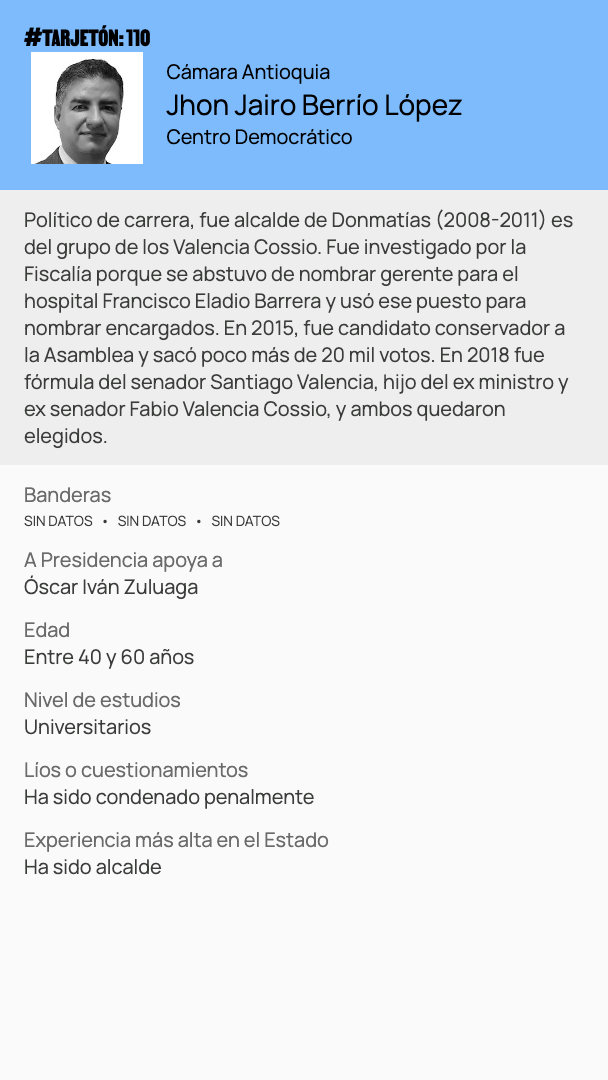 #TARJETÓN: 110
Cámara Antioquia
Jhon Jairo Berrío López
Centro Democrático
Político de carrera, fue alcalde de Donmatías (2008-2011) es
del grupo de los Valencia Cossio. Fue investigado por la
Fiscalía porque se abstuvo de nombrar gerente para el
hospital Francisco Eladio Barrera y usó ese puesto para
nombrar encargados. En 2015, fue candidato conservador a
la Asamblea y sacó poco más de 20 mil votos. En 2018 fue
fórmula del senador Santiago Valencia, hijo del ex ministro y
ex senador Fabio Valencia Cossio, y ambos quedaron
elegidos.
Banderas
SIN DATOS • SIN DATOS • SIN DATOS
A Presidencia apoya a
Óscar Iván Zuluaga
Edad
Entre 40 y 60 años
Nivel de estudios
Universitarios
Líos o cuestionamientos
Ha sido condenado penalmente
Experiencia más alta en el Estado
Ha sido alcalde